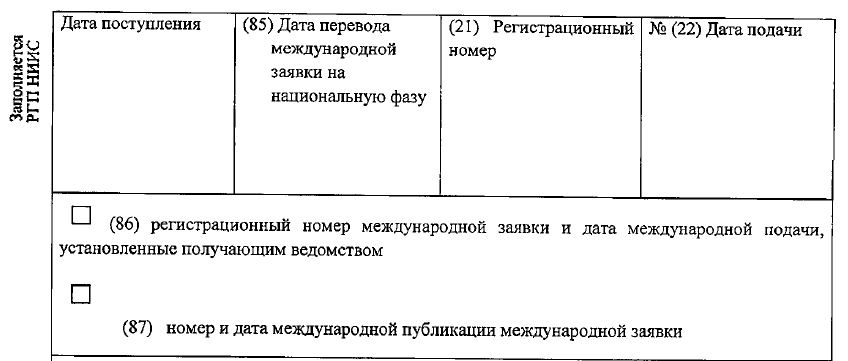 Заполняется
РГП НИИС
Дата поступления
(85) Дата перевода
международной
заявки на
национальную фазу
(21) Регистрационный
номер
№ (22) Дата подачи
(86) регистрационный номер международной заявки и дата международной подачи,
установленные получающим ведомством
(87) номер и дата международной публикации международной заявки